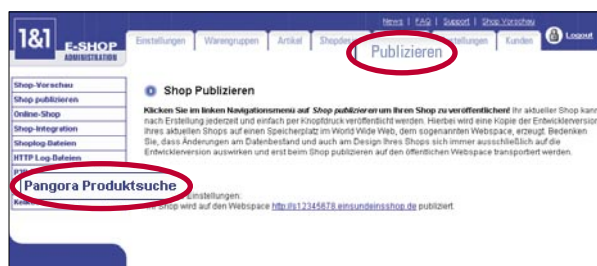 News | FAQ | Support | Shop Vorschau
1&1
E-SHOP
ADMINISTRATION
Einstellungen Warengruppen Artikel Shopdesign Publizieren Bestellungen Kunden Logout
Shop-Vorschau
Shop publizieren
Online-Shop
Shop-Integration
Shoplog-Dateien
HTTP Log-Dateien
Pangora Produktsuche
Shop Publizieren
Klicken Sie im linken Navigationsmenü auf Shop publizieren um Ihren Shop zu veröffentlichen! Ihr aktueller Shop kann
nach Erstellung jederzeit und einfach per Knopfdruck veröffentlicht werden. Hierbei wird eine Kopie der Entwicklerversion
Ihres aktuellen Shops auf einen Speicherplatz im World Wide Web, dem sogenannten Webspace, erzeugt. Bedenken
Sie, dass Änderungen am Datenbestand und auch am Design Ihres Shops sich immer ausschließlich auf die
Entwicklerversion auswirken und erst beim Shop publizieren auf den öffentlichen Webspace transportiert werden.
Einstellungen:
Shop wird auf den Webspace http://s12345678.einsundeinsshop.de publiziert